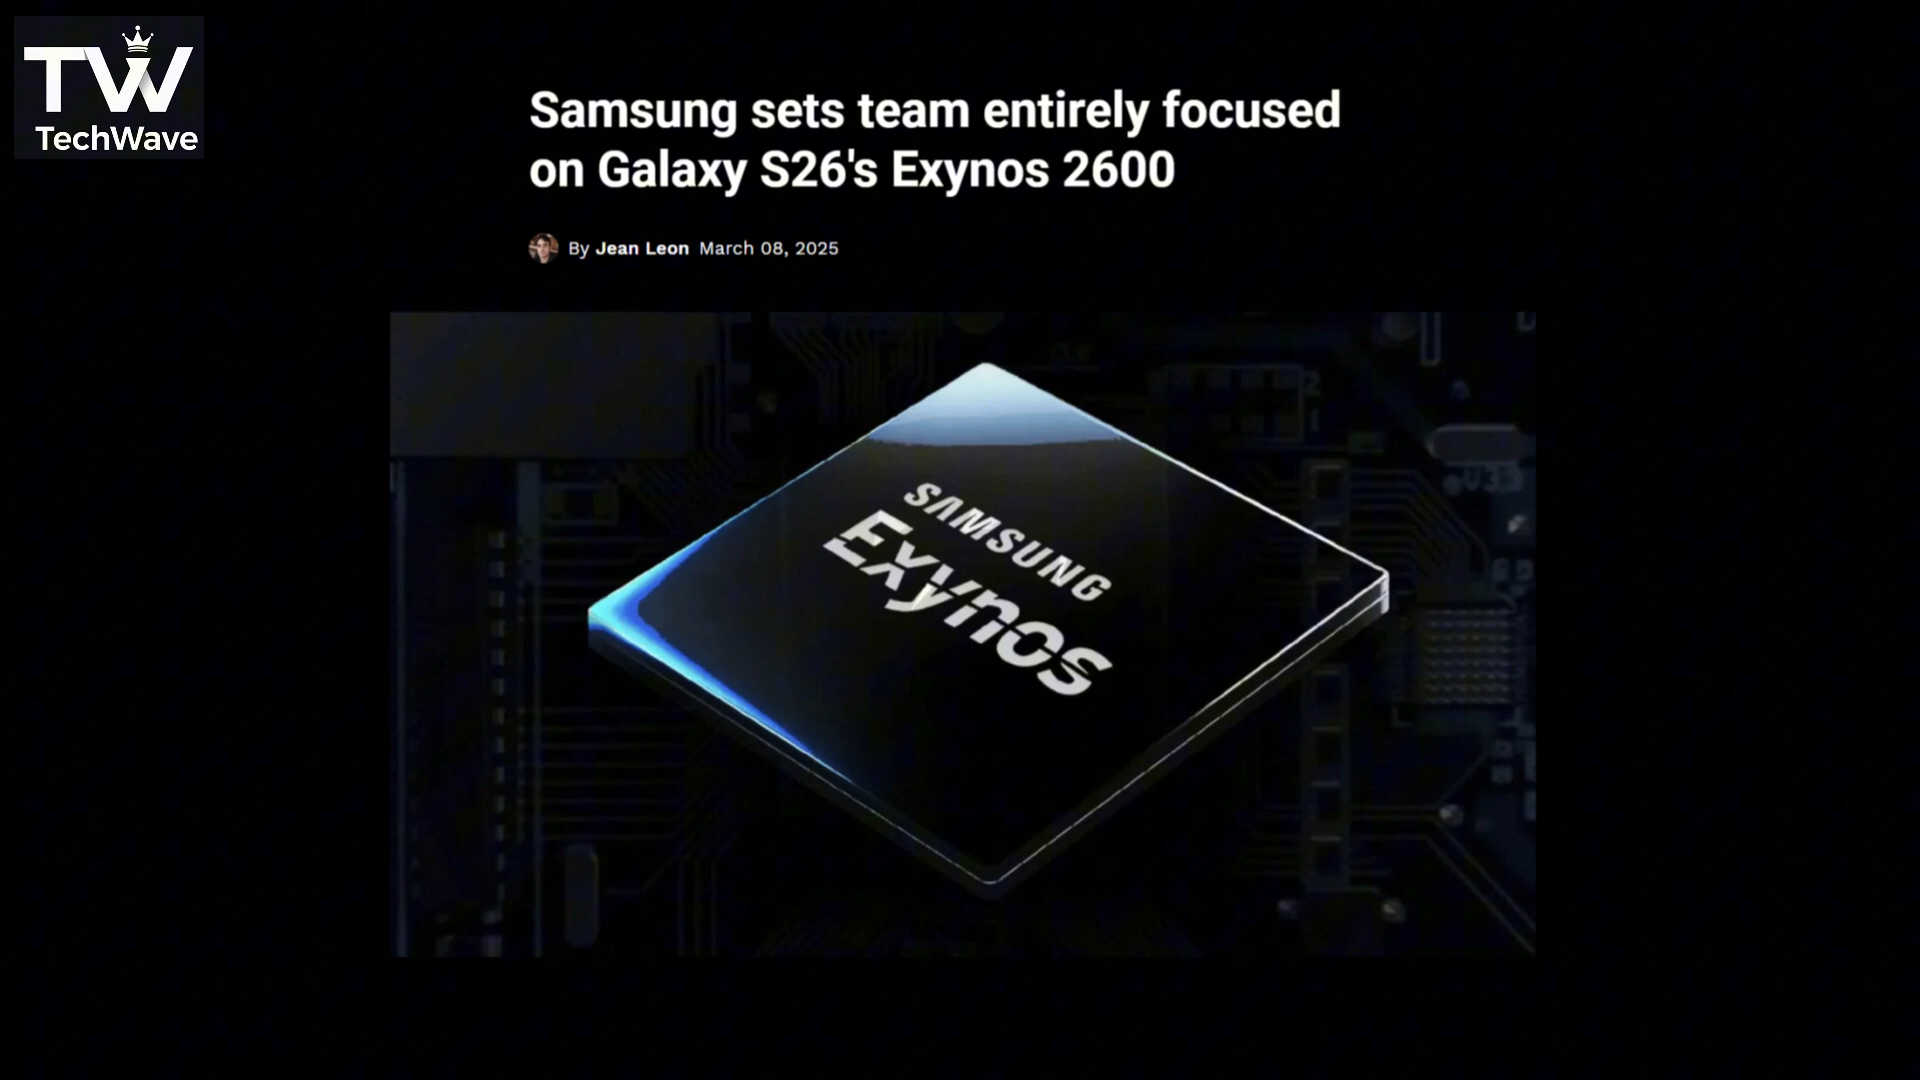 TW
TechWave
Samsung sets team entirely focused
on Galaxy S26's Exynos 2600
By Jean Leon March 08, 2025
SAMSUNG
Exynos